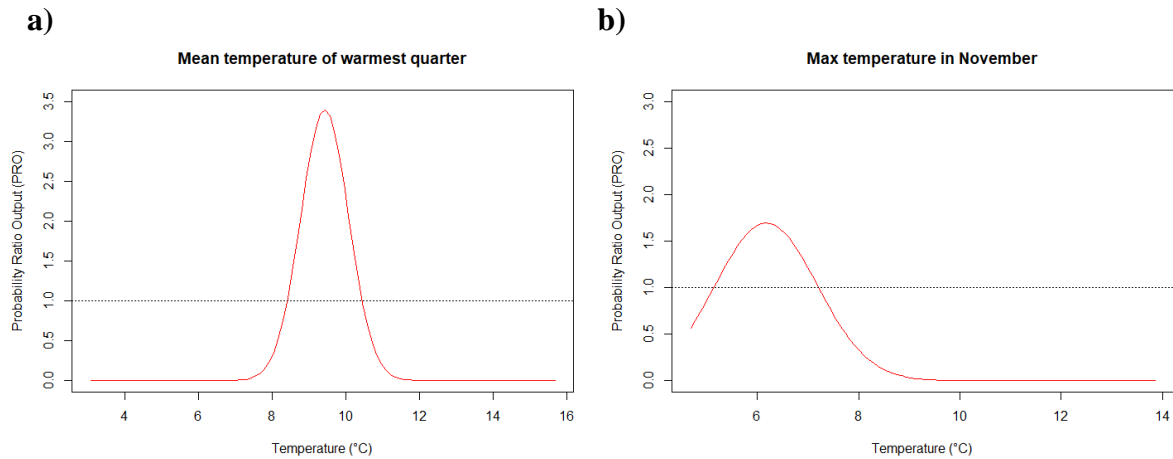 a)
Mean temperature of warmest quarter
Probability Ratio Output (PRO)
3.5
3.0
2.5
2.0
1.5
1.0
0.5
0.0
4 6 8 10 12 14 16
Temperature (°C)
b)
Max temperature in November
Probability Ratio Output (PRO)
3.0
2.5
2.0
1.5
1.0
0.5
0.0
6 8 10 12 14
Temperature (°C)